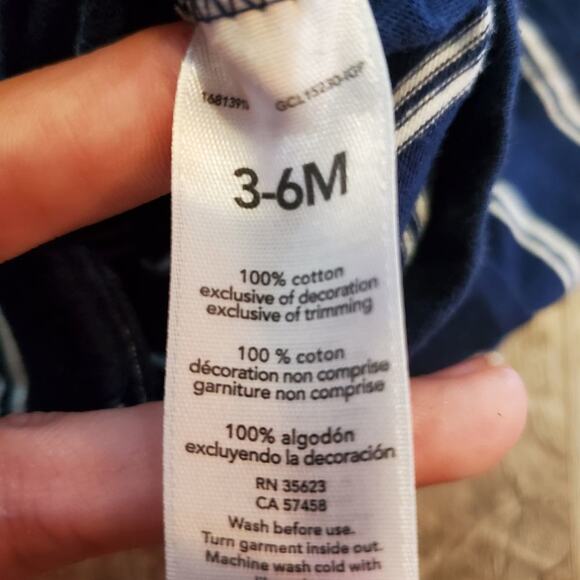 3-6M
100% cotton
exclusive of decoration
exclusive of trimming
100 % coton
décoration non comprise
garniture non comprise
100% algodón
excluyendo la decoración
RN 35623
CA 57458
Wash before use.
Turn garment inside out.
Machine wash cold with